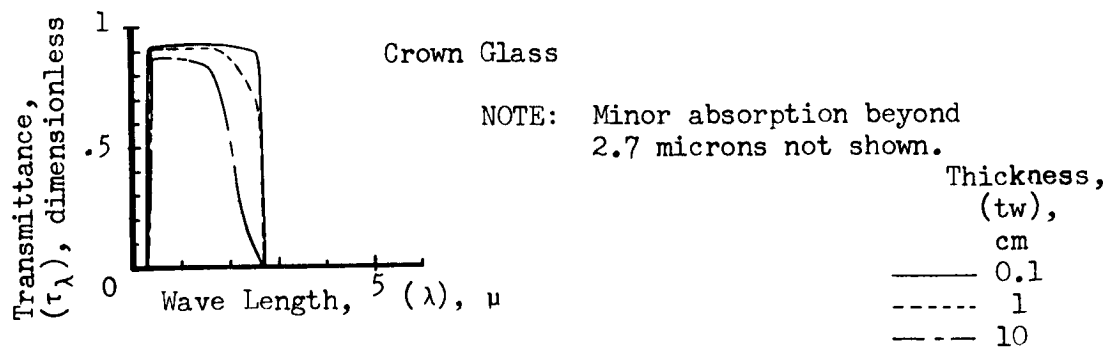 1
Crown Glass
NOTE: Minor absorption beyond
2.7 microns not shown.
.5
Transmittance,
(τλ), dimensionless
Thickness,
(tw),
cm
0.1
1
10
0
5
Wave Length, (λ), μ